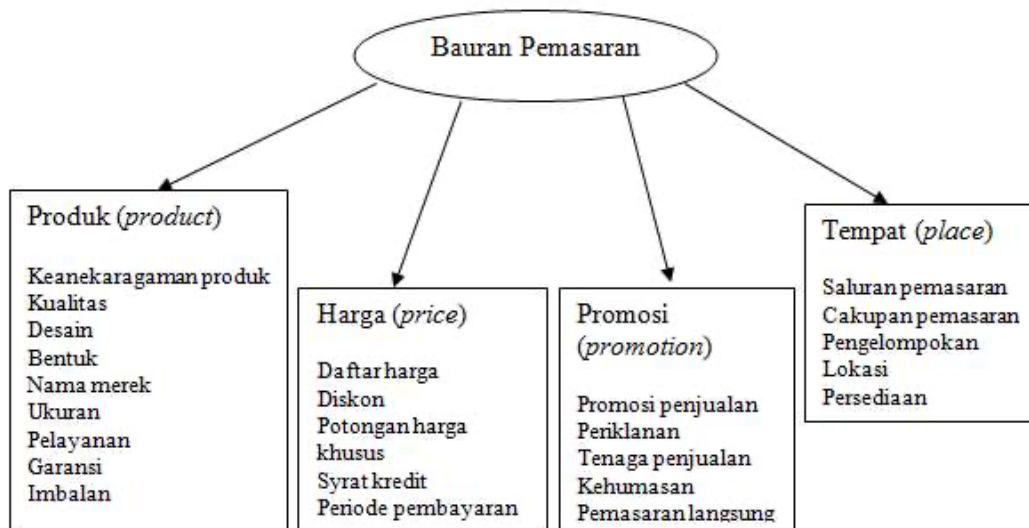 Bauran Pemasaran
Produk (product)
Keanekaragaman produk
Kualitas
Desain
Bentuk
Nama merek
Ukuran
Pelayanan
Garansi
Imbalan
Harga (price)
Daftar harga
Diskon
Potongan harga
khusus
Syrat kredit
Periode pembayaran
Promosi
(promotion)
Promosi penjualan
Periklanan
Tenaga penjualan
Kehumasan
Pemasaran langsung
Tempat (place)
Saluran pemasaran
Cakupan pemasaran
Pengelompokan
Lokasi
Persediaan